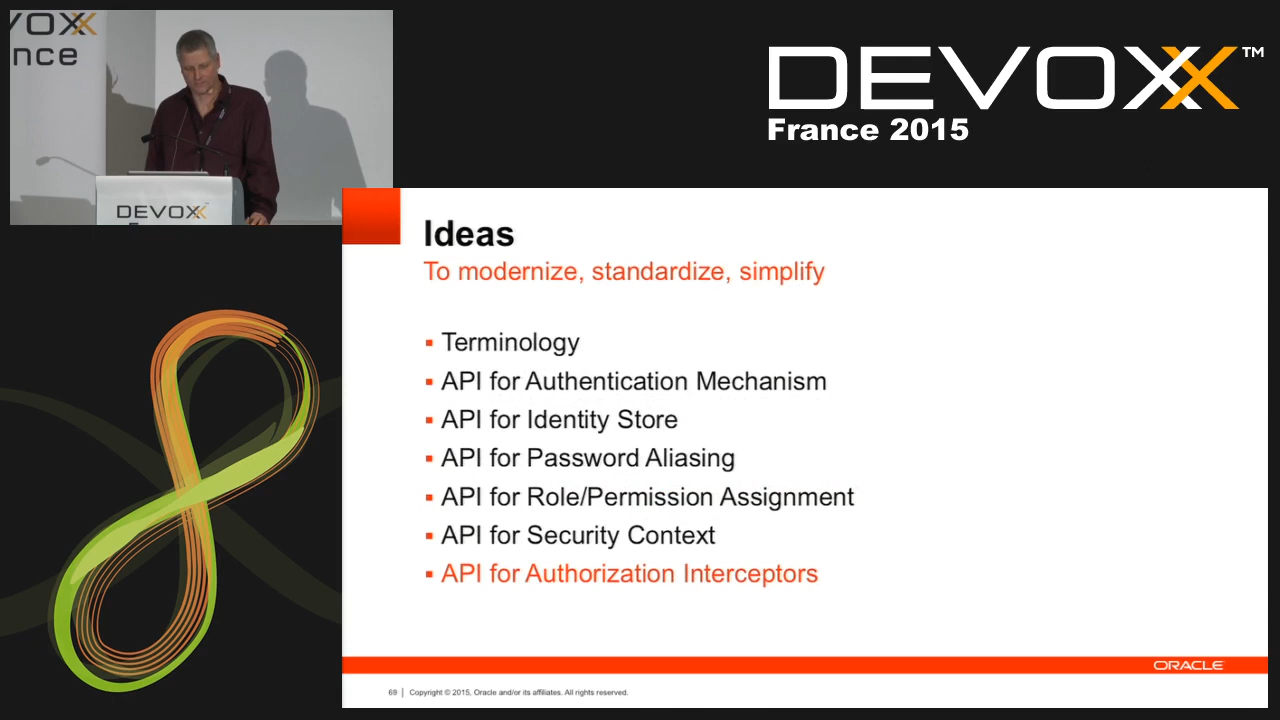 VOXX
nce
DEVOXX
DEVOXX™
France 2015
Ideas
To modernize, standardize, simplify
▪ Terminology
▪ API for Authentication Mechanism
▪ API for Identity Store
▪ API for Password Aliasing
▪ API for Role/Permission Assignment
▪ API for Security Context
▪ API for Authorization Interceptors
ORACLE
69 | Copyright © 2015, Oracle and/or its affiliates. All rights reserved.